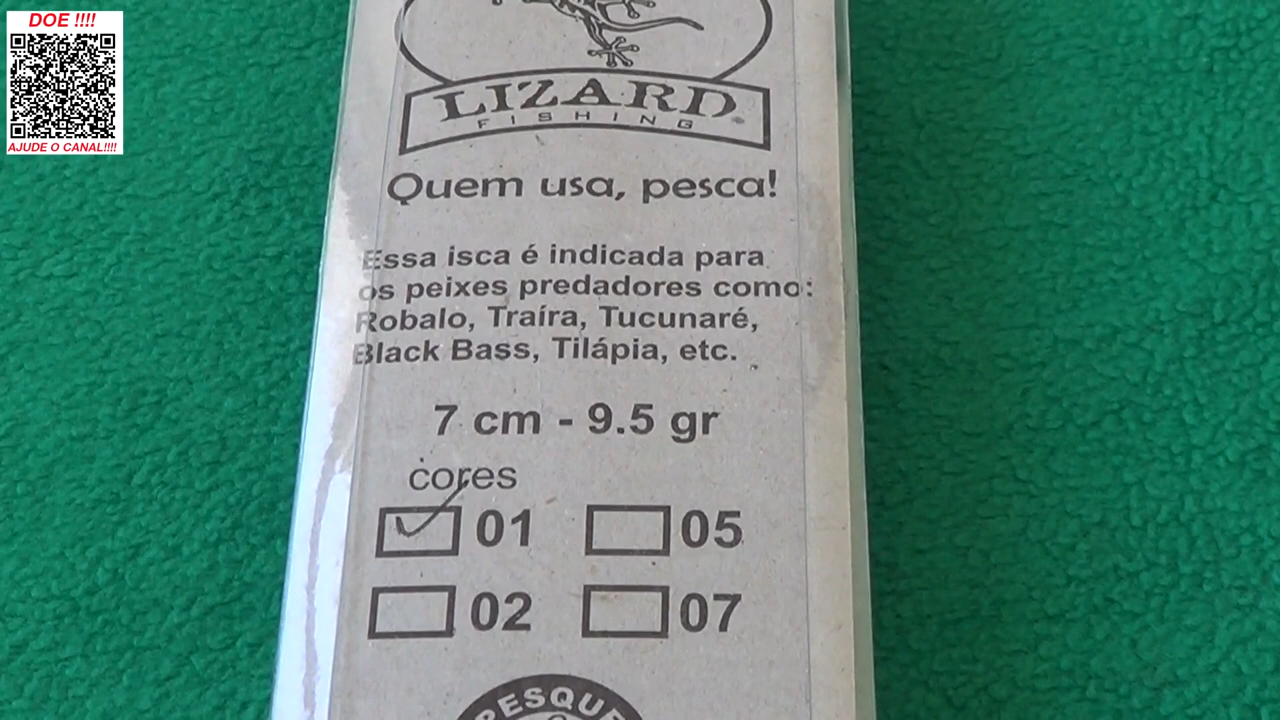 DOE !!!!
AJUDE O CANAL!!!!
LIZARD
FISHING
Quem usa, pesca!
Essa isca é indicada para
os peixes predadores como:
Robalo, Traíra, Tucunaré,
Black Bass, Tilápia, etc.
7 cm - 9.5 gr
cores
01 05
02 07